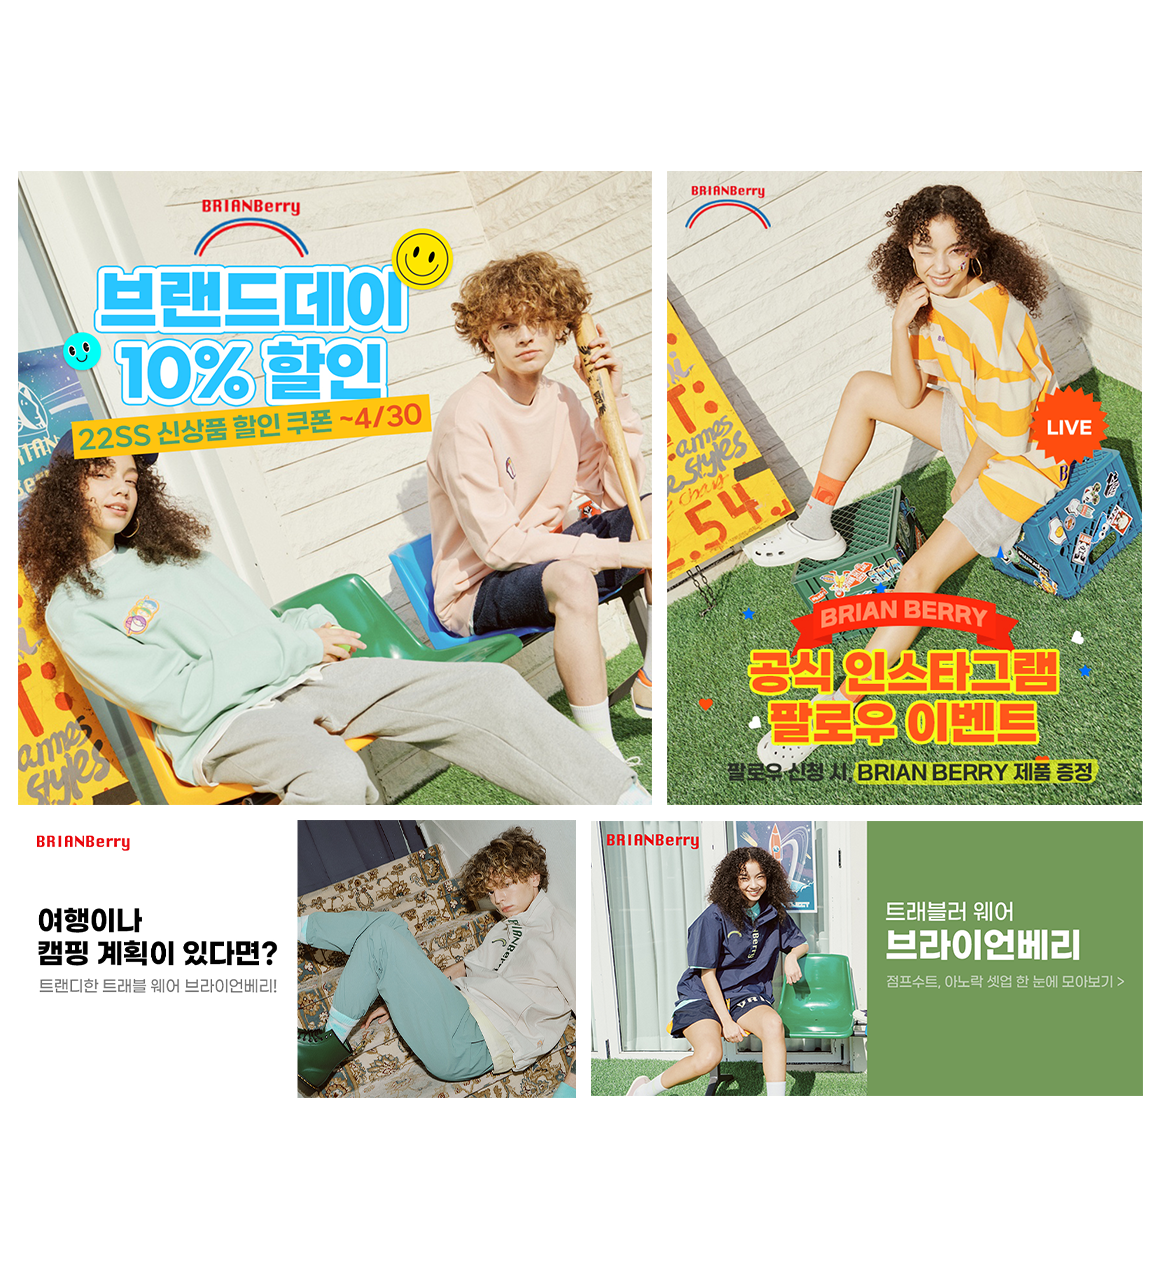 BRIANBerry
브랜드데이
10% 할인
22SS 신상품 할인 쿠폰 ~4/30
BRIANBerry
LIVE
ames
styles
5.54
BRIAN BERRY
공식 인스타그램
팔로우 이벤트
팔로우 신청 시, BRIAN BERRY 제품 증정
BRIANBerry
여행이나
캠핑 계획이 있다면?
트랜디한 트래블 웨어 브라이언베리!
BRIANBerry
BRIANBerry
트래블러 웨어
브라이언베리
점프수트, 아노락 셋업 한 눈에 모아보기 >